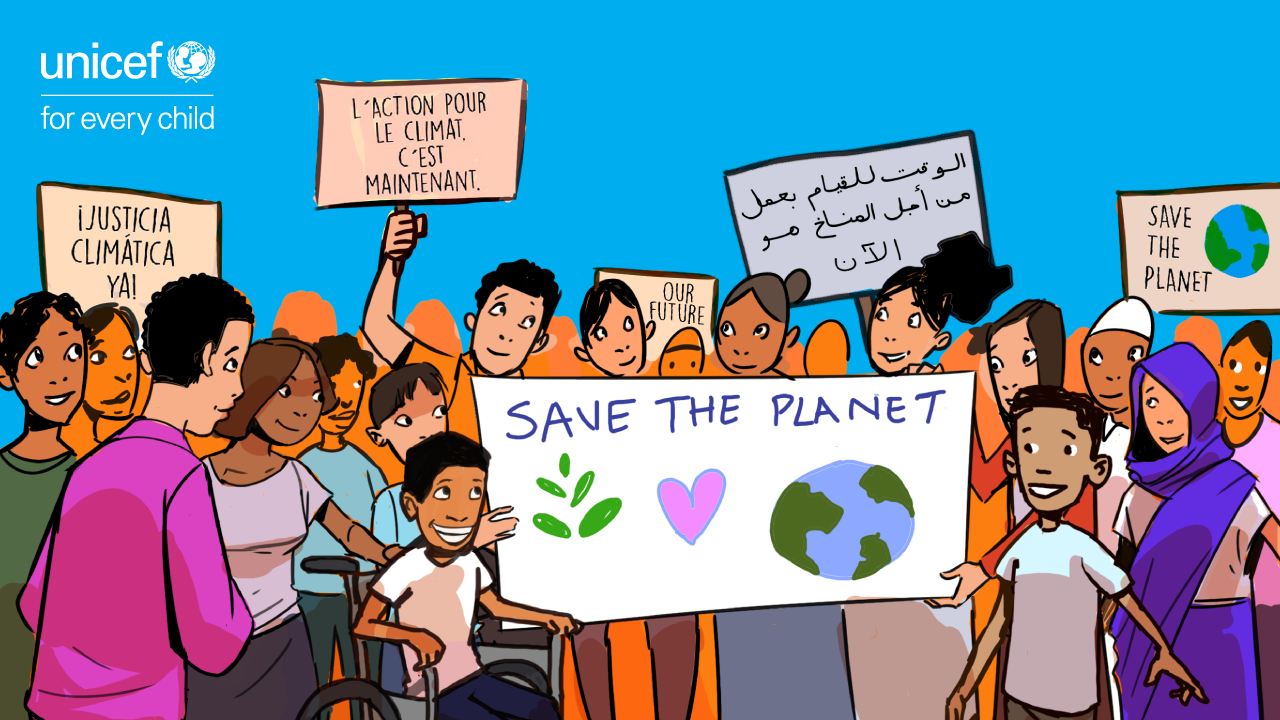 unicef
for every child
L´ACTION POUR
LE CLIMAT,
C´EST
MAINTENANT.
¡JUSTICIA
CLIMÁTICA
YA!
OUR
FUTURE
الوقت للقيام بعمل
من أجل المناخ هو
الآن
SAVE
THE
PLANET
SAVE THE PLANET